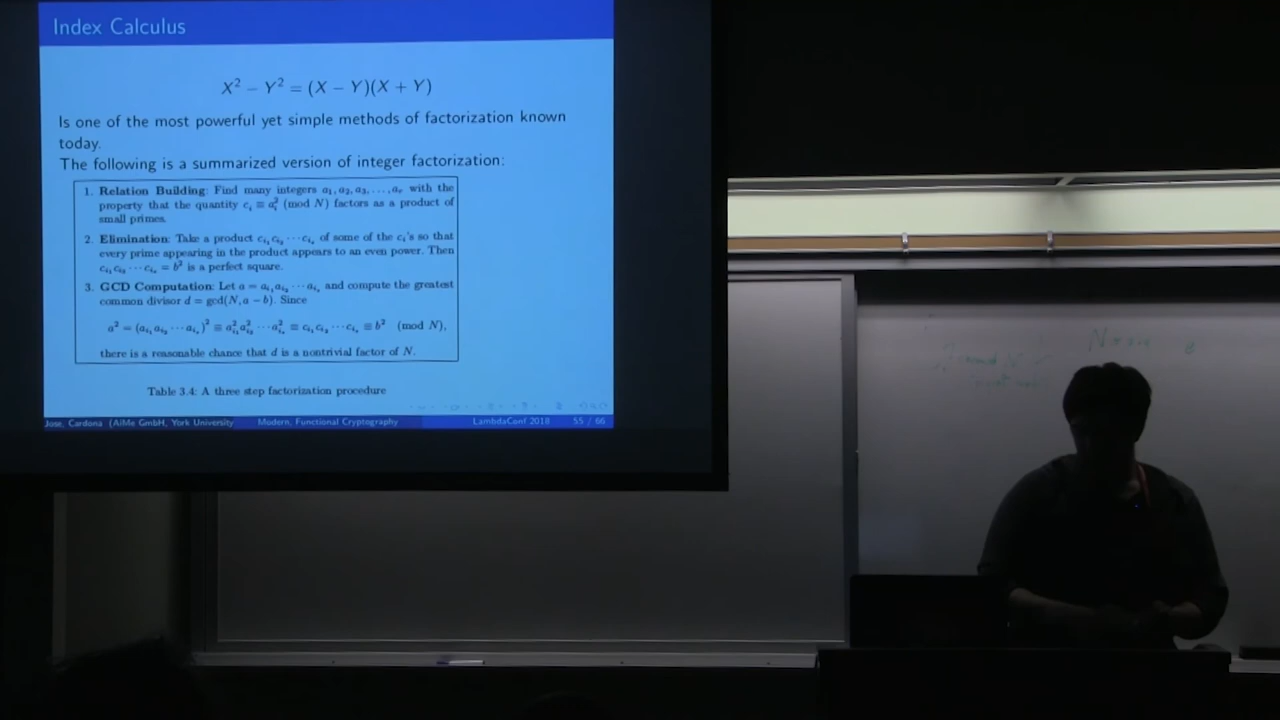 Index Calculus
X² − Y² = (X − Y)(X + Y)
Is one of the most powerful yet simple methods of factorization known
today.
The following is a summarized version of integer factorization:
1. Relation Building: Find many integers a₁, a₂, a₃, . . . , aᵣ with the
property that the quantity cᵢ ≡ aᵢ² (mod N) factors as a product of
small primes.
2. Elimination: Take a product cᵢ₁cᵢ₂ ··· cᵢₛ of some of the cᵢ's so that
every prime appearing in the product appears to an even power. Then
cᵢ₁cᵢ₂ ··· cᵢₛ = b² is a perfect square.
3. GCD Computation: Let a = aᵢ₁aᵢ₂ ··· aᵢₛ and compute the greatest
common divisor d = gcd(N, a − b). Since
a² = (aᵢ₁aᵢ₂ ··· aᵢₛ)² ≡ aᵢ₁²aᵢ₂² ··· aᵢₛ² ≡ cᵢ₁cᵢ₂ ··· cᵢₛ ≡ b² (mod N),
there is a reasonable chance that d is a nontrivial factor of N.
Table 3.4: A three step factorization procedure
Jose, Cardona (AiMe GmbH, York University Modern, Functional Cryptography LambdaConf 2018 55 / 66